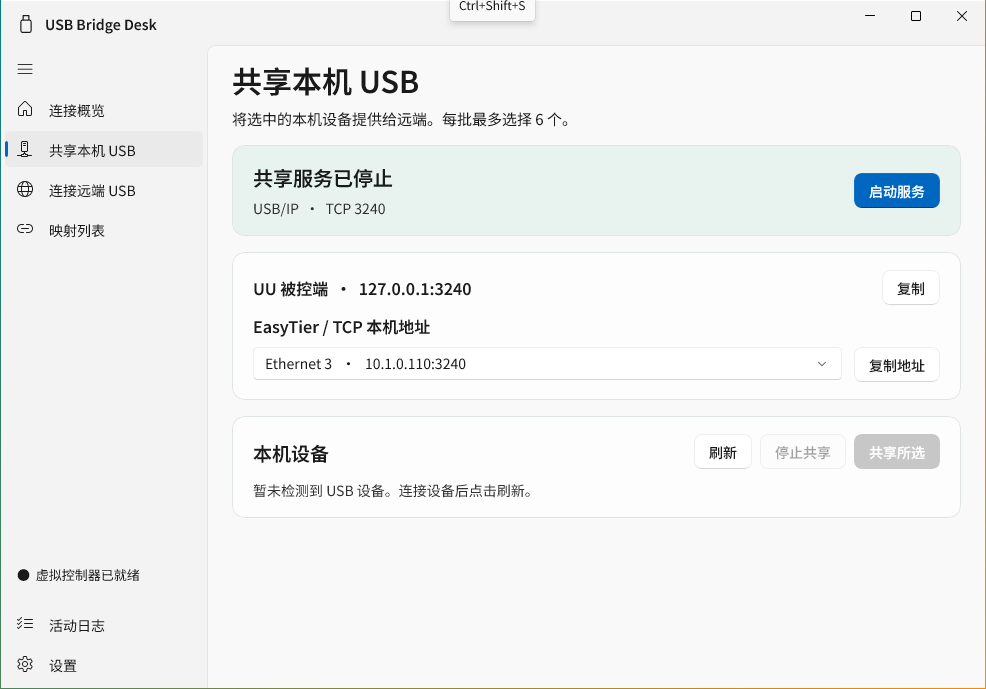 Ctrl+Shift+S
USB Bridge Desk
连接概览
共享本机 USB
连接远端 USB
映射列表
虚拟控制器已就绪
活动日志
设置
共享本机 USB
将选中的本机设备提供给远端。每批最多选择 6 个。
共享服务已停止
USB/IP • TCP 3240
启动服务
UU 被控端 • 127.0.0.1:3240
复制
EasyTier / TCP 本机地址
Ethernet 3 • 10.1.0.110:3240
复制地址
本机设备
刷新
停止共享
共享所选
暂未检测到 USB 设备。连接设备后点击刷新。